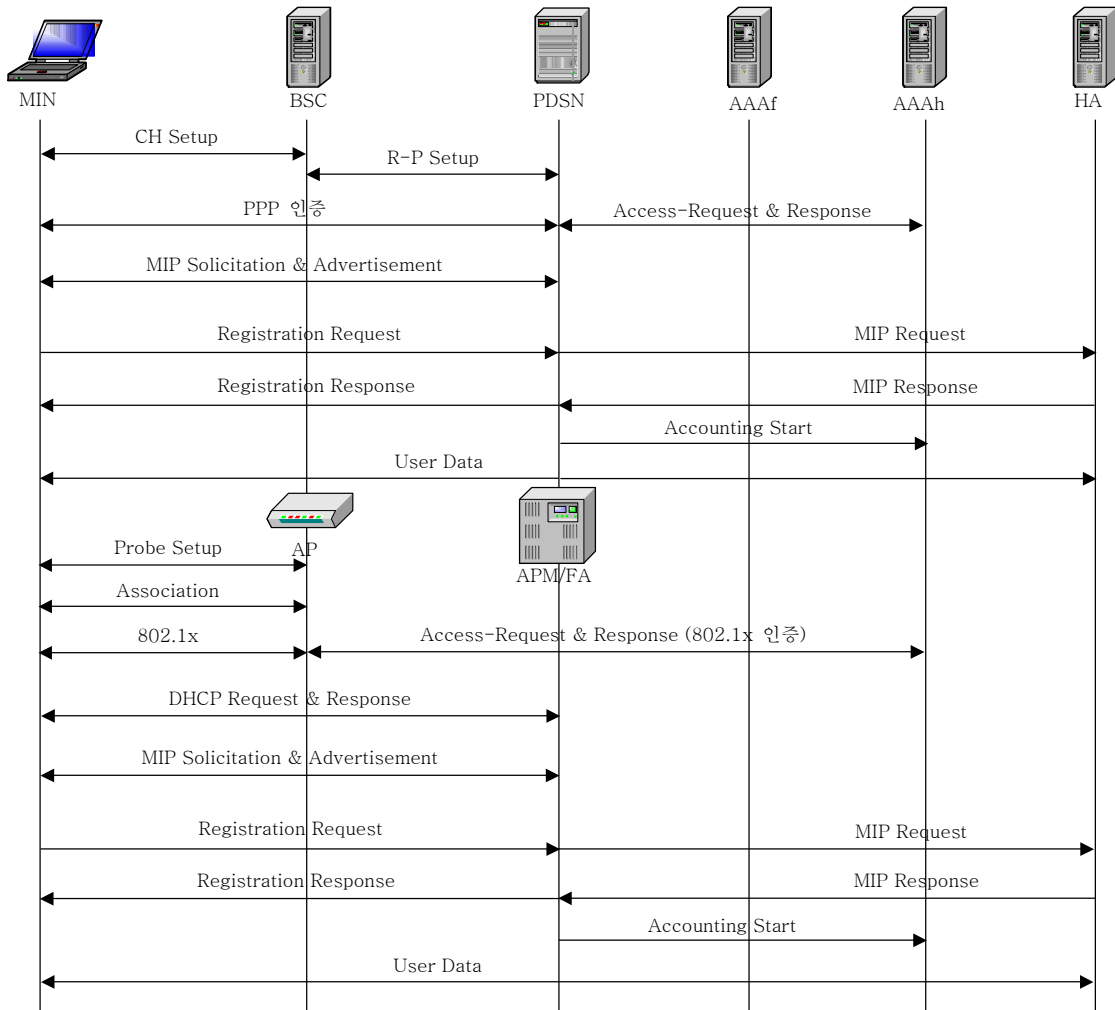 MIN
BSC
PDSN
AAAf
AAAh
HA
CH Setup
R-P Setup
PPP 인증
Access-Request & Response
MIP Solicitation & Advertisement
Registration Request
MIP Request
Registration Response
MIP Response
Accounting Start
User Data
Probe Setup
AP
APM/FA
Association
802.1x
Access-Request & Response (802.1x 인증)
DHCP Request & Response
MIP Solicitation & Advertisement
Registration Request
MIP Request
Registration Response
MIP Response
Accounting Start
User Data